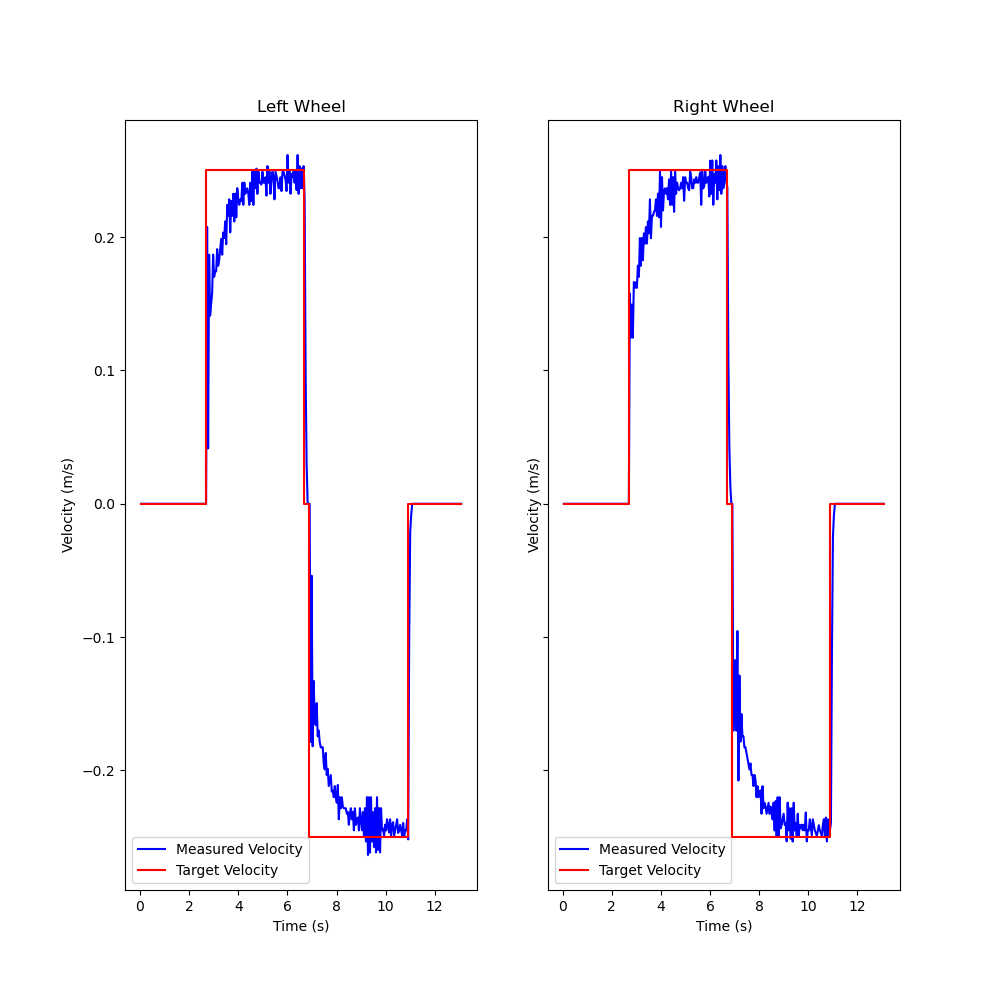 Left Wheel
Right Wheel
0.2
0.1
0.0
−0.1
−0.2
Velocity (m/s)
Velocity (m/s)
Measured Velocity
Target Velocity
Measured Velocity
Target Velocity
0 2 4 6 8 10 12
0 2 4 6 8 10 12
Time (s)
Time (s)